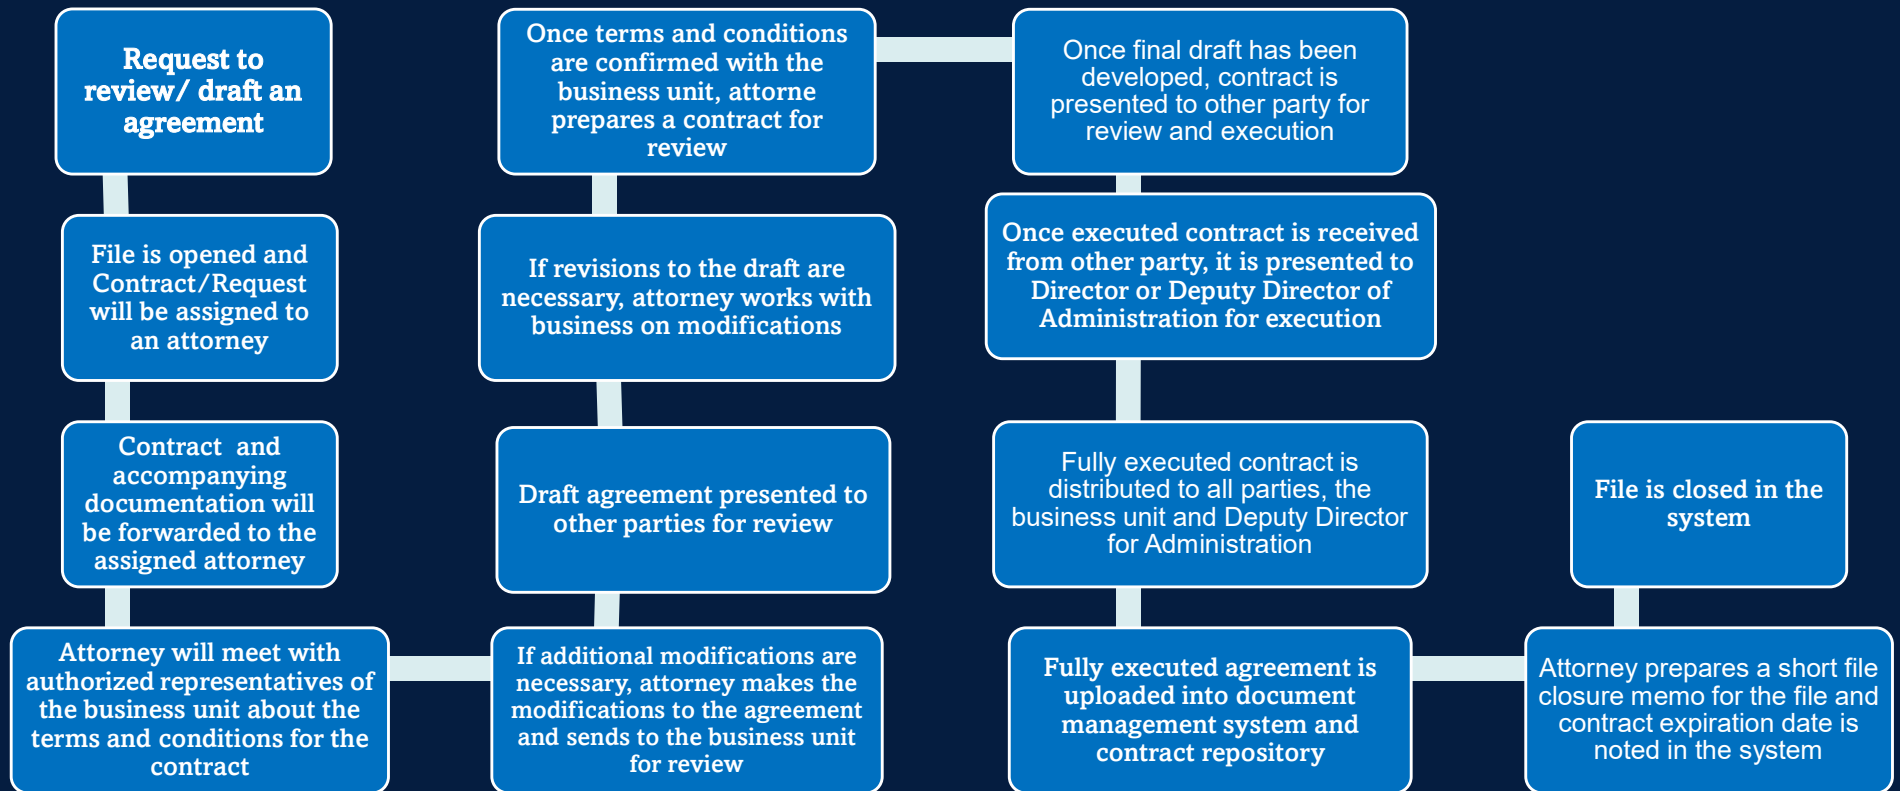 Request to
review/ draft an
agreement
File is opened and
Contract/Request
will be assigned to
an attorney
Contract and
accompanying
documentation will
be forwarded to the
assigned attorney
Attorney will meet with
authorized representatives of
the business unit about the
terms and conditions for the
contract
If additional modifications are
necessary, attorney makes the
modifications to the agreement
and sends to the business unit
for review
Draft agreement presented to
other parties for review
If revisions to the draft are
necessary, attorney works with
business on modifications
Once terms and conditions
are confirmed with the
business unit, attorne
prepares a contract for
review
Once final draft has been
developed, contract is
presented to other party for
review and execution
Once executed contract is received
from other party, it is presented to
Director or Deputy Director of
Administration for execution
Fully executed contract is
distributed to all parties, the
business unit and Deputy Director
for Administration
Fully executed agreement is
uploaded into document
management system and
contract repository
Attorney prepares a short file
closure memo for the file and
contract expiration date is
noted in the system
File is closed in the
system